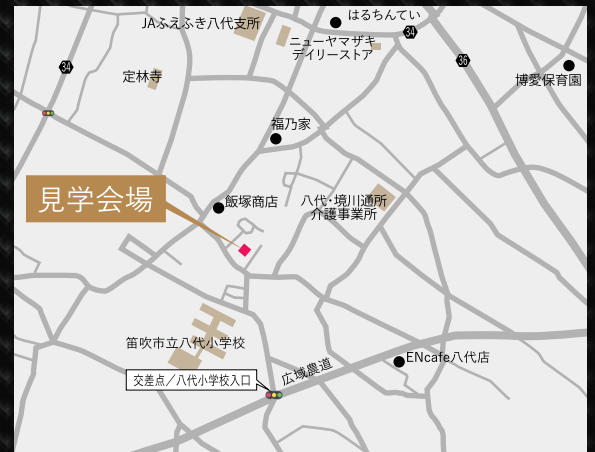 はるちんてい
JAふえふき八代支所
34
ニューヤマザキ
デイリーストア
36
34
定林寺
博愛保育園
福乃家
見学会場
飯塚商店
八代・境川通所
介護事業所
笛吹市立八代小学校
ENcafe八代店
広域農道
交差点／八代小学校入口